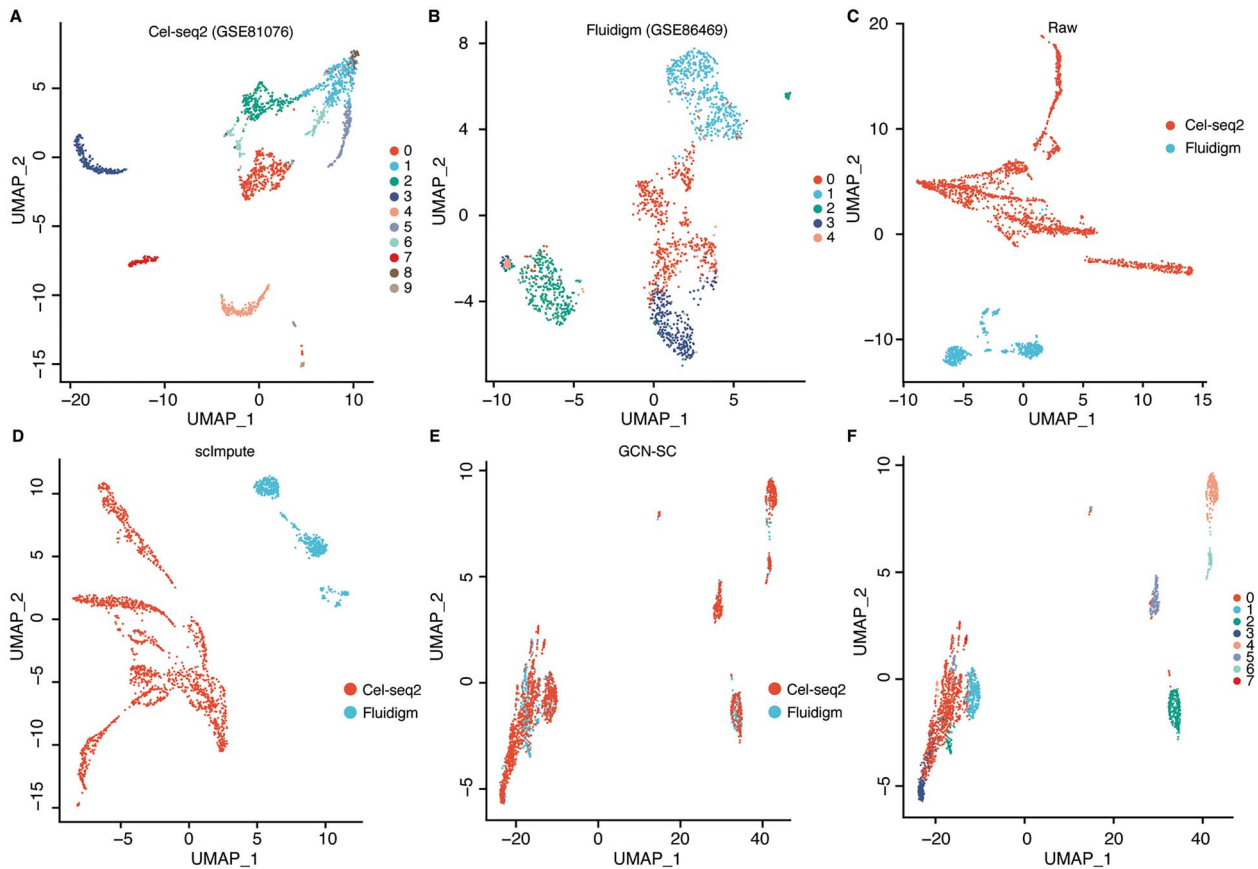 A
Cel-seq2 (GSE81076)
5
0
−5
−10
−15
−20
−10
0
10
UMAP_2
UMAP_1
0
1
2
3
4
5
6
7
8
9
B
Fluidigm (GSE86469)
8
4
0
−4
−10
−5
0
5
UMAP_2
UMAP_1
0
1
2
3
4
C
Raw
20
10
0
−10
−10
−5
0
5
10
15
UMAP_2
UMAP_1
Cel-seq2
Fluidigm
D
scImpute
10
5
0
−5
−10
−15
−5
0
5
10
UMAP_2
UMAP_1
Cel-seq2
Fluidigm
E
GCN-SC
10
5
0
−5
−20
0
20
40
UMAP_2
UMAP_1
Cel-seq2
Fluidigm
F
10
5
0
−5
−20
0
20
40
UMAP_2
UMAP_1
0
1
2
3
4
5
6
7